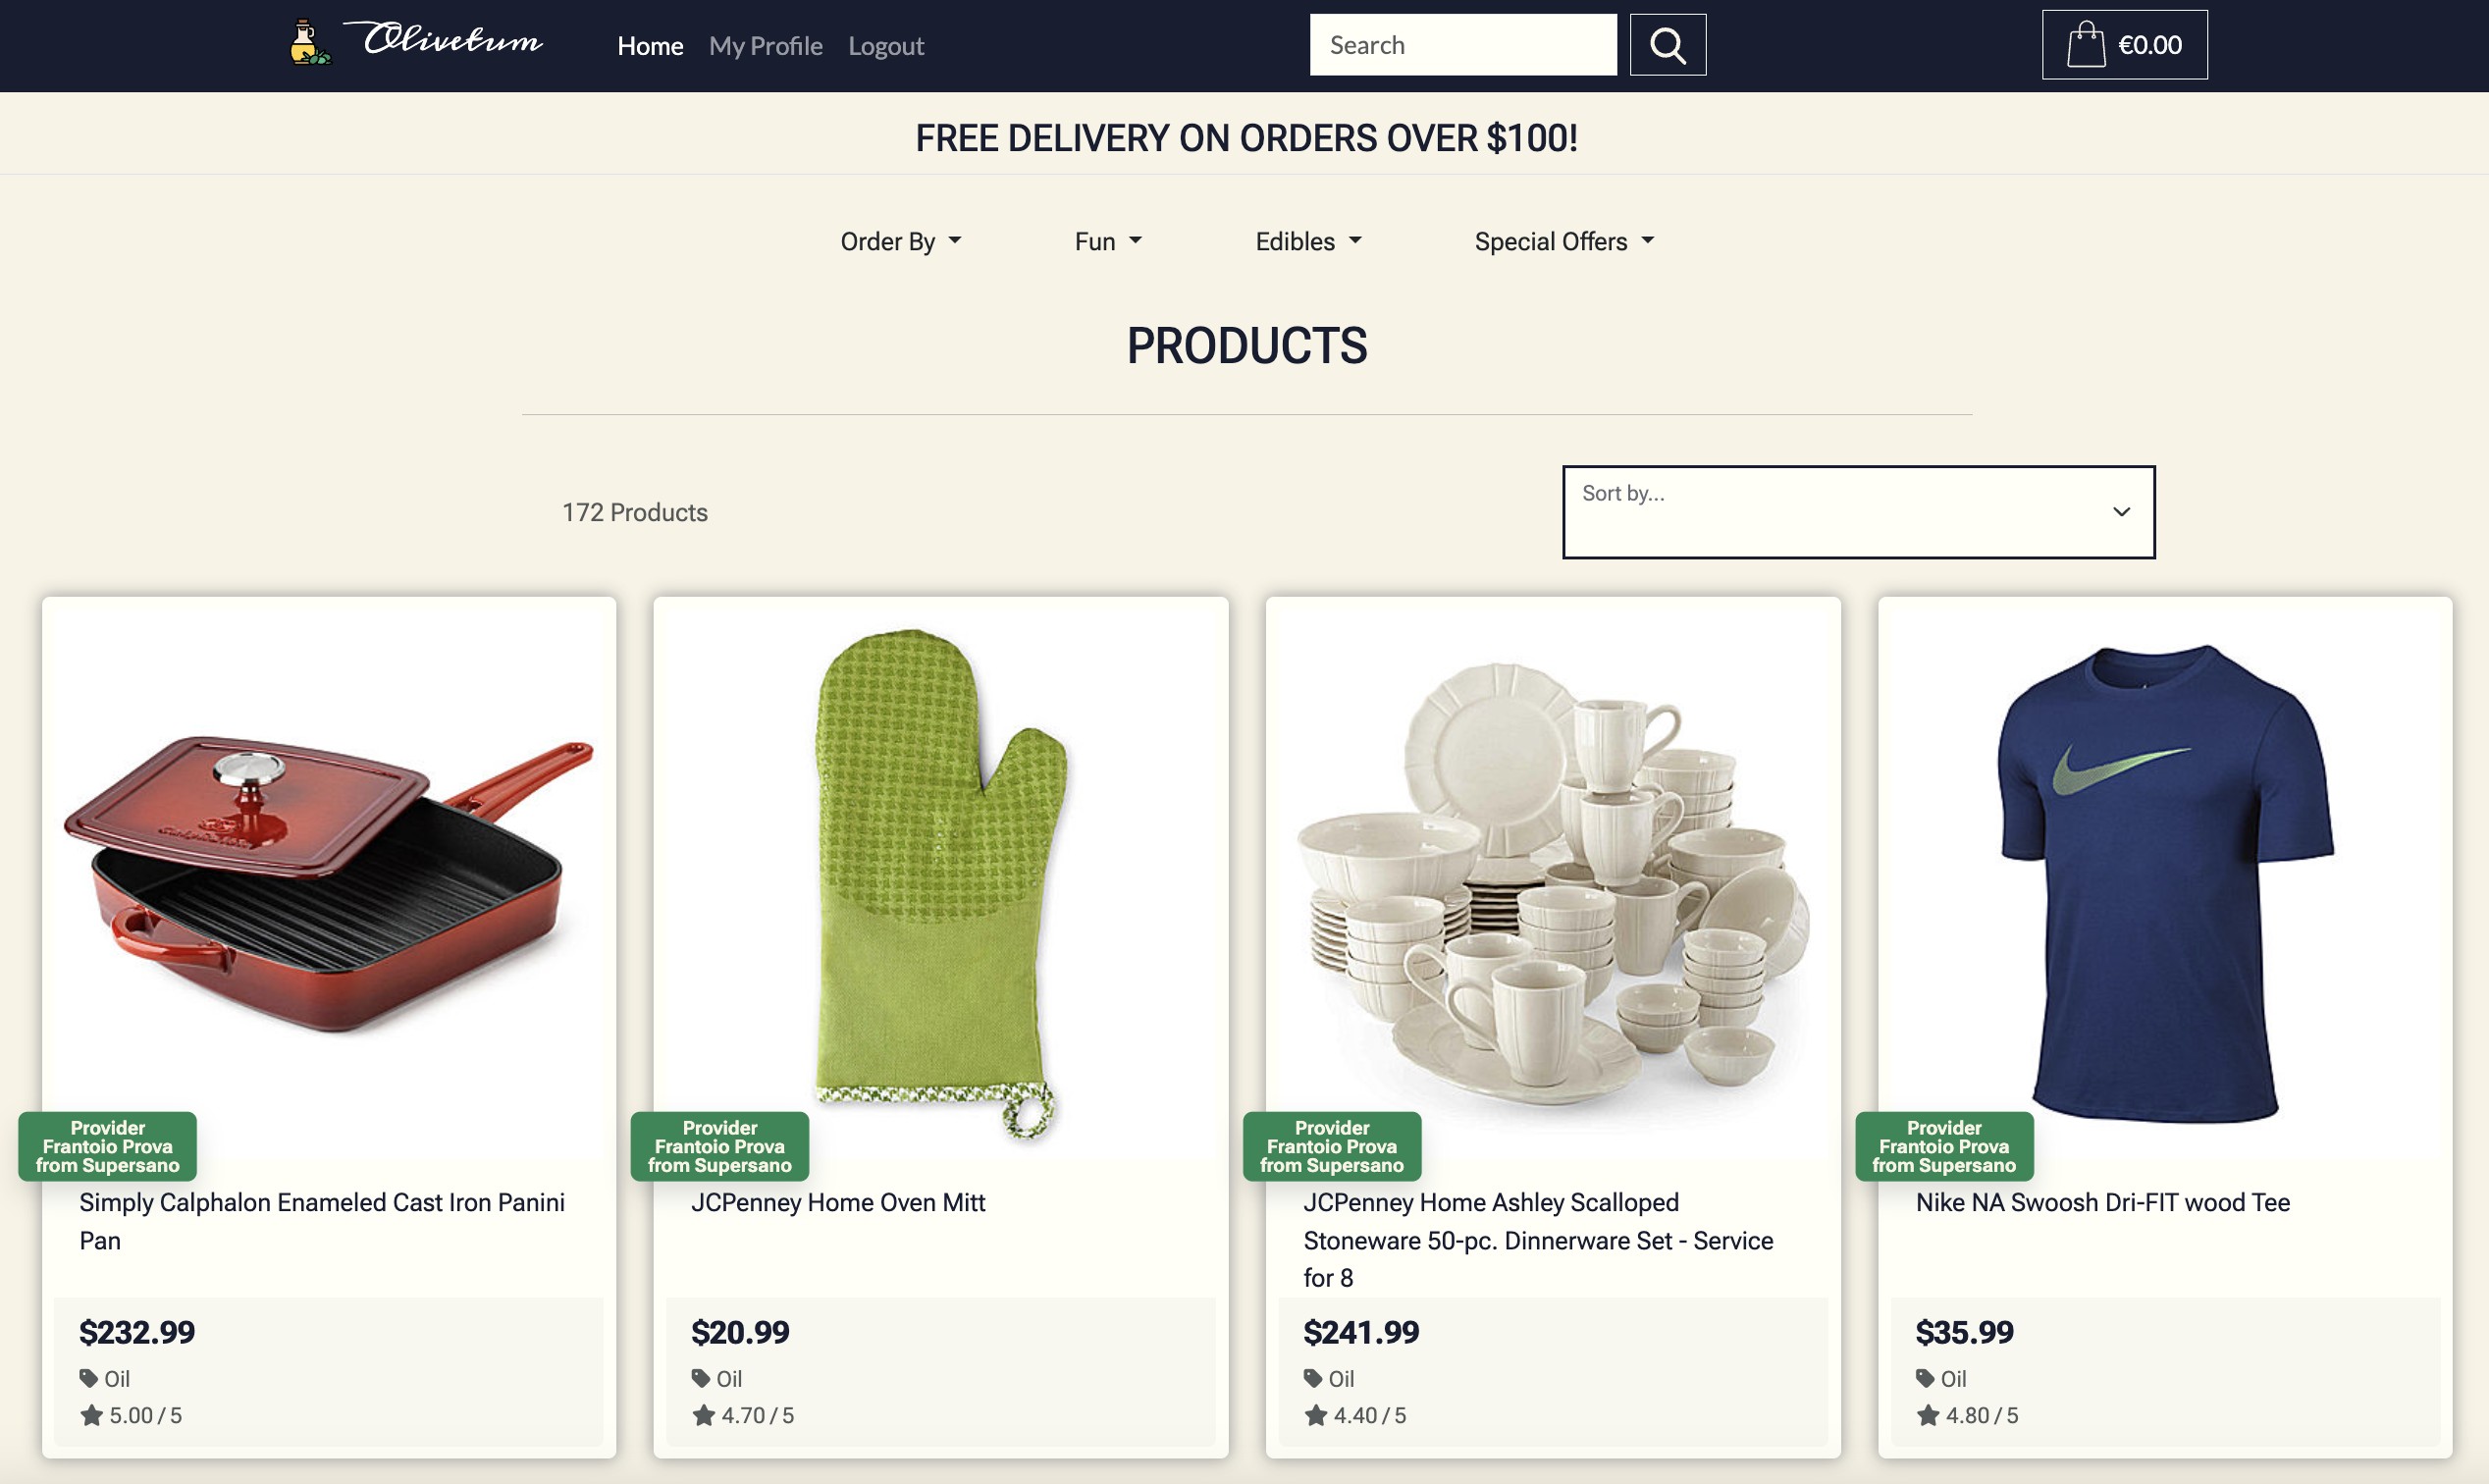 Olivetum
Home My Profile Logout
Search
€0.00
FREE DELIVERY ON ORDERS OVER $100!
Order By Fun Edibles Special Offers
PRODUCTS
172 Products
Sort by...
Provider
Frantoio Prova
from Supersano
Simply Calphalon Enameled Cast Iron Panini
Pan
$232.99
Oil
5.00 / 5
Provider
Frantoio Prova
from Supersano
JCPenney Home Oven Mitt
$20.99
Oil
4.70 / 5
Provider
Frantoio Prova
from Supersano
JCPenney Home Ashley Scalloped
Stoneware 50-pc. Dinnerware Set - Service
for 8
$241.99
Oil
4.40 / 5
Provider
Frantoio Prova
from Supersano
Nike NA Swoosh Dri-FIT wood Tee
$35.99
Oil
4.80 / 5